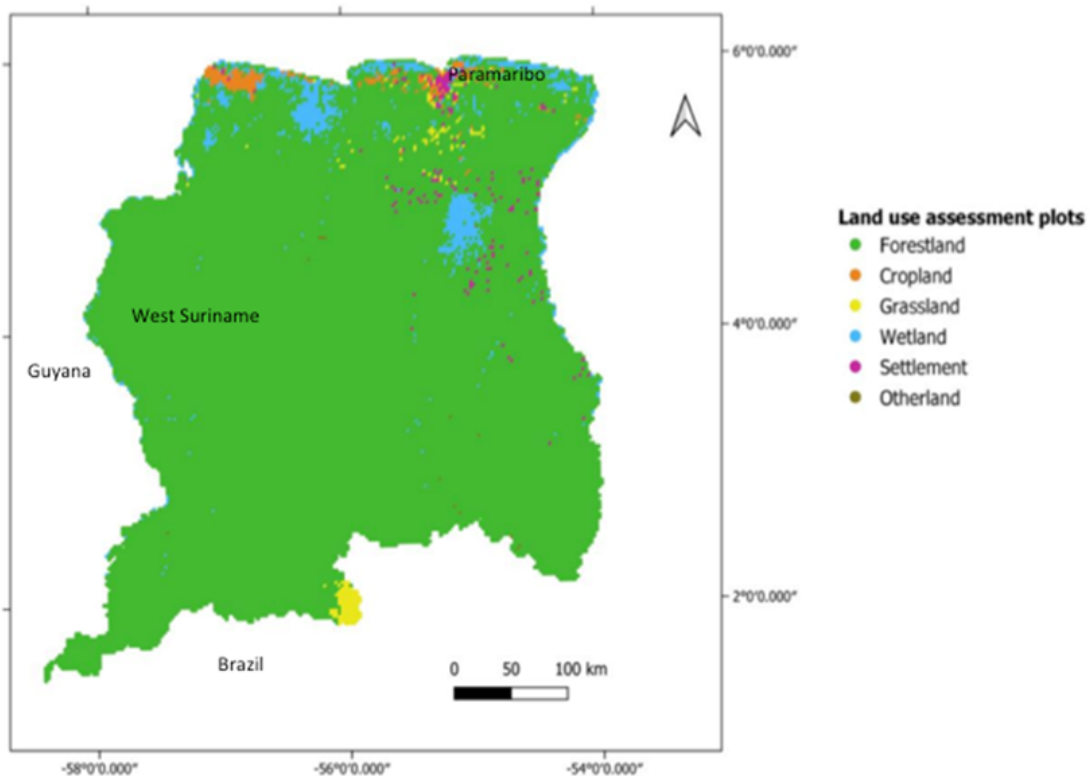 6°0'0.000"
Paramaribo
Land use assessment plots
Forestland
Cropland
Grassland
Wetland
Settlement
Otherland
West Suriname
4°0'0.000"
Guyana
2°0'0.000"
Brazil
0 50 100 km
-58°0'0.000" -56°0'0.000" -54°0'0.000"